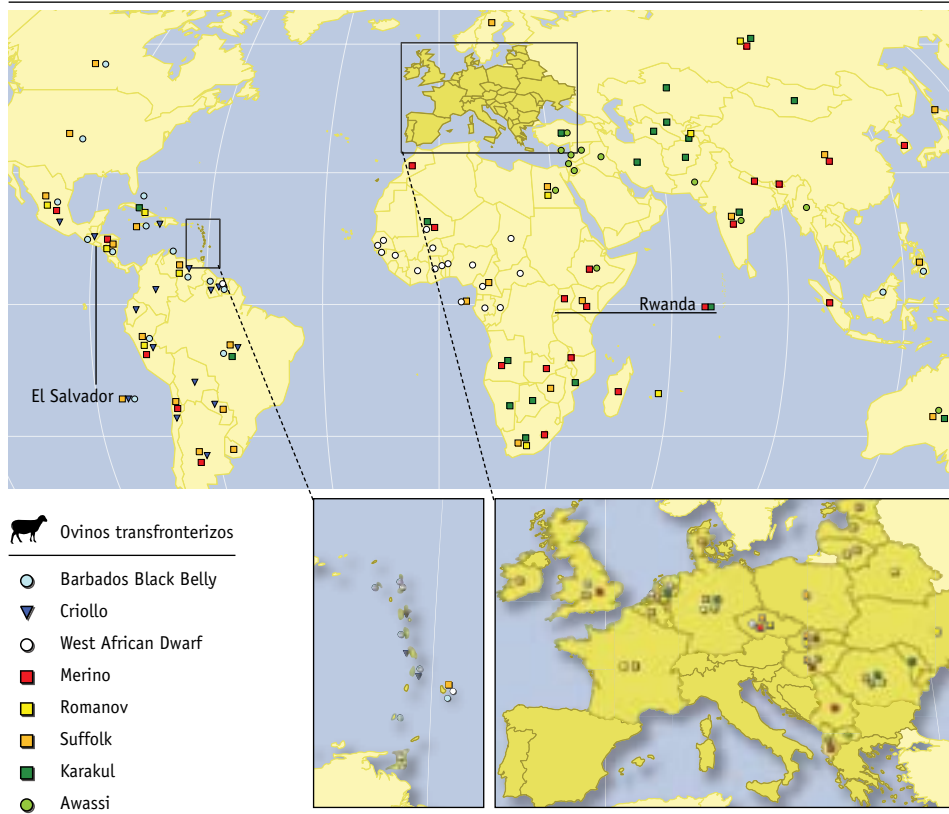 Rwanda
El Salvador
Ovinos transfronterizos
Barbados Black Belly
Criollo
West African Dwarf
Merino
Romanov
Suffolk
Karakul
Awassi